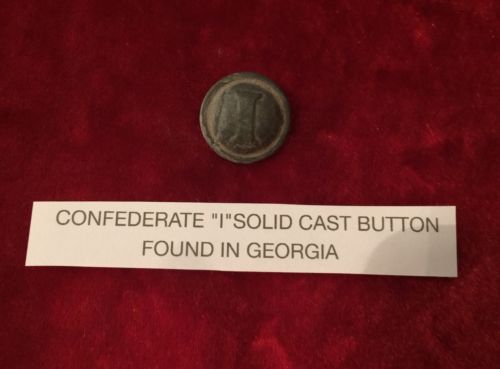 I
CONFEDERATE "I"SOLID CAST BUTTON
FOUND IN GEORGIA